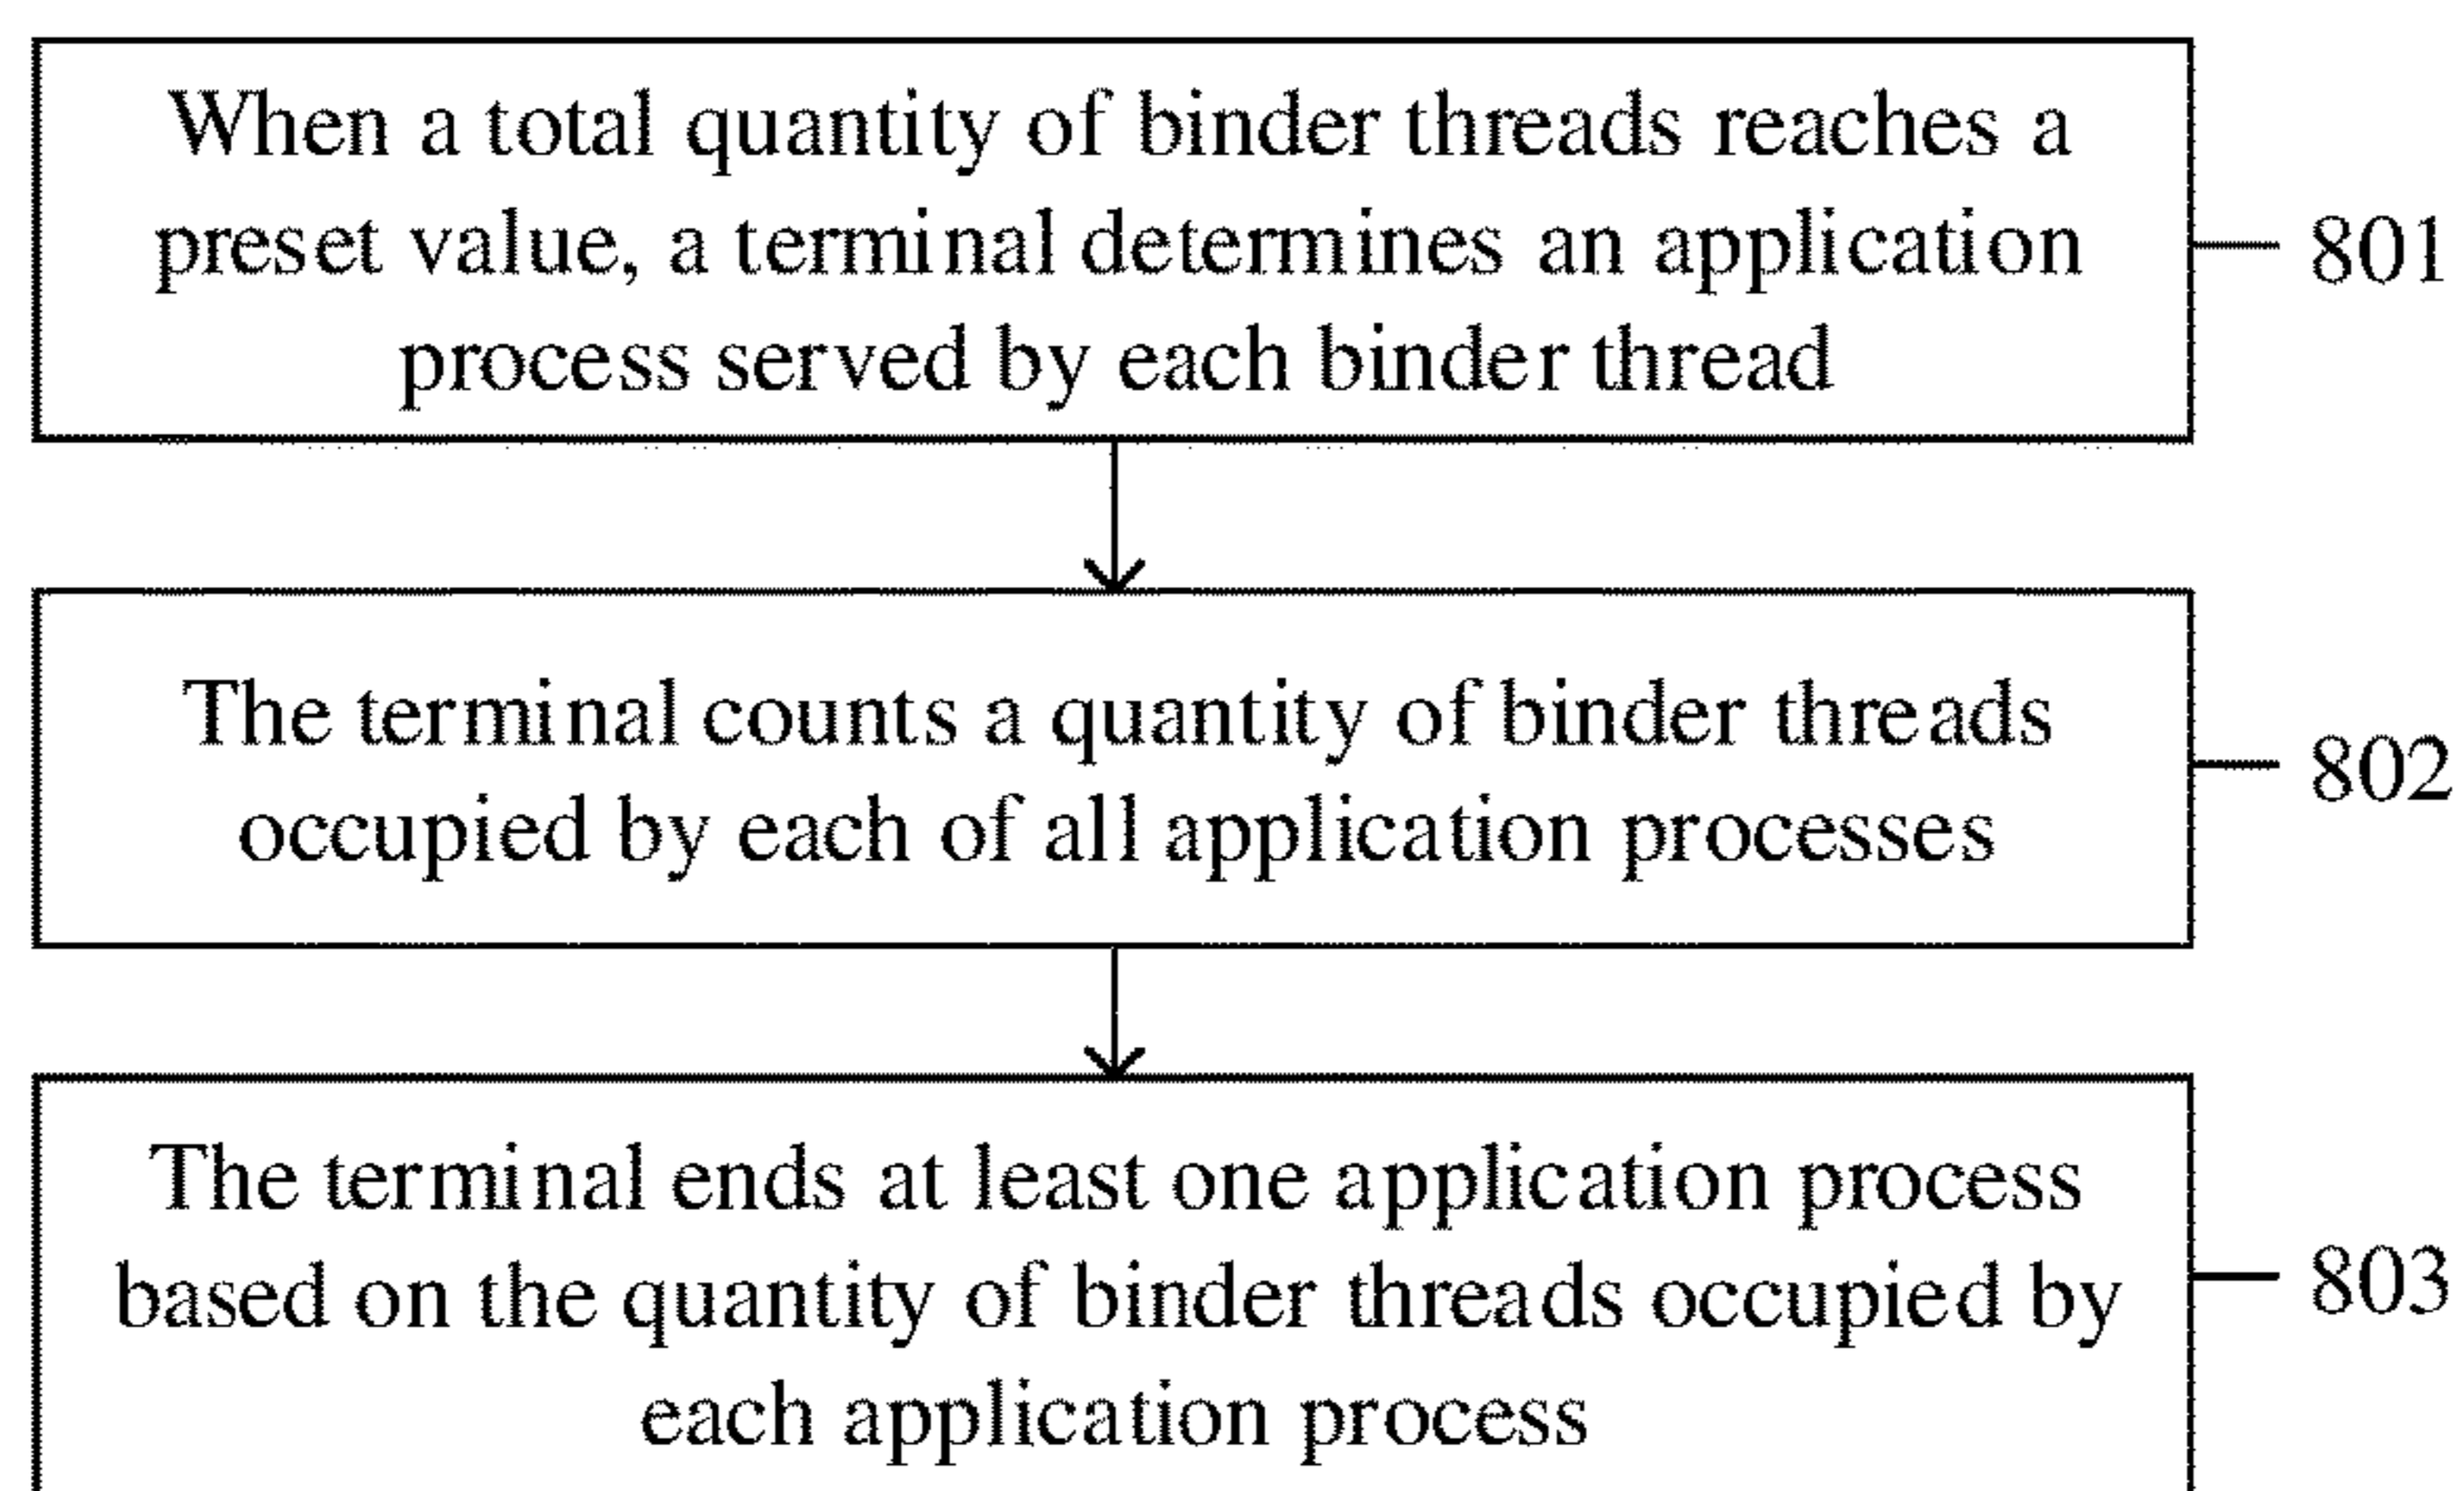 When a total quantity of binder threads reaches a
preset value, a terminal determines an application
process served by each binder thread
801
The terminal counts a quantity of binder threads
occupied by each of all application processes
802
The terminal ends at least one application process
based on the quantity of binder threads occupied by
each application process
803